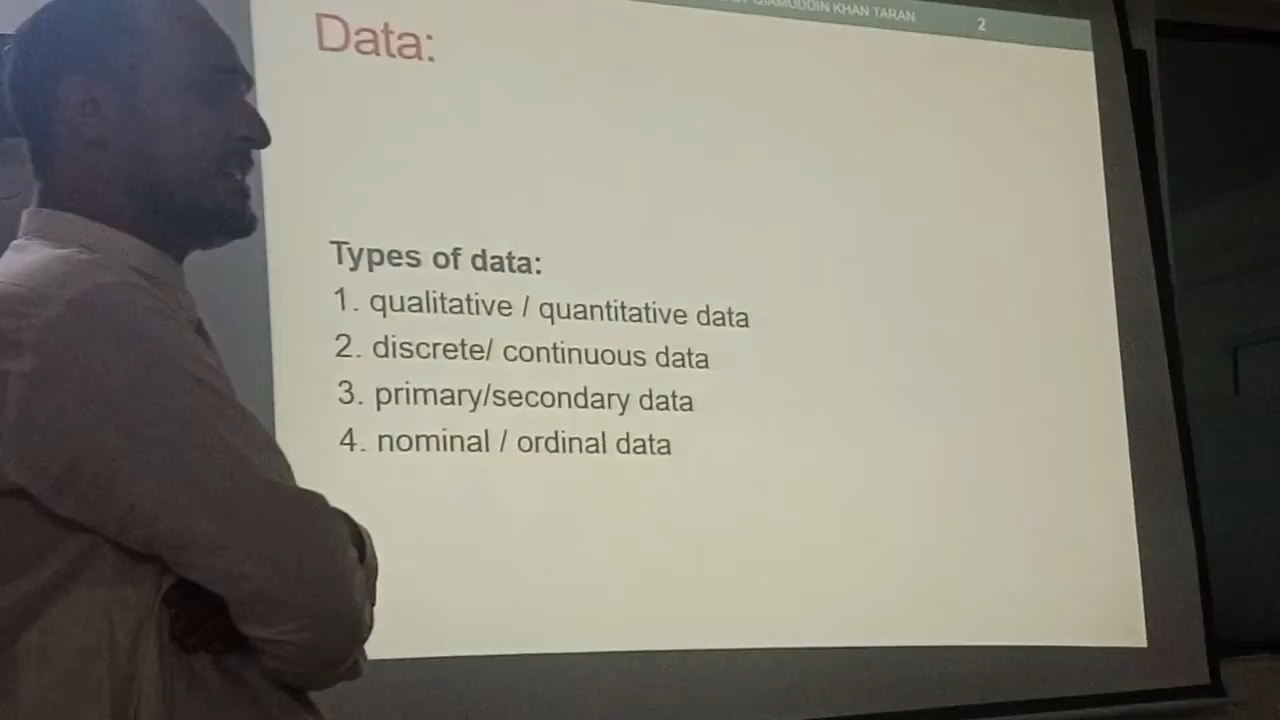 QIAMUDDIN KHAN TARAN
2
Data:
Types of data:
1. qualitative / quantitative data
2. discrete/ continuous data
3. primary/secondary data
4. nominal / ordinal data